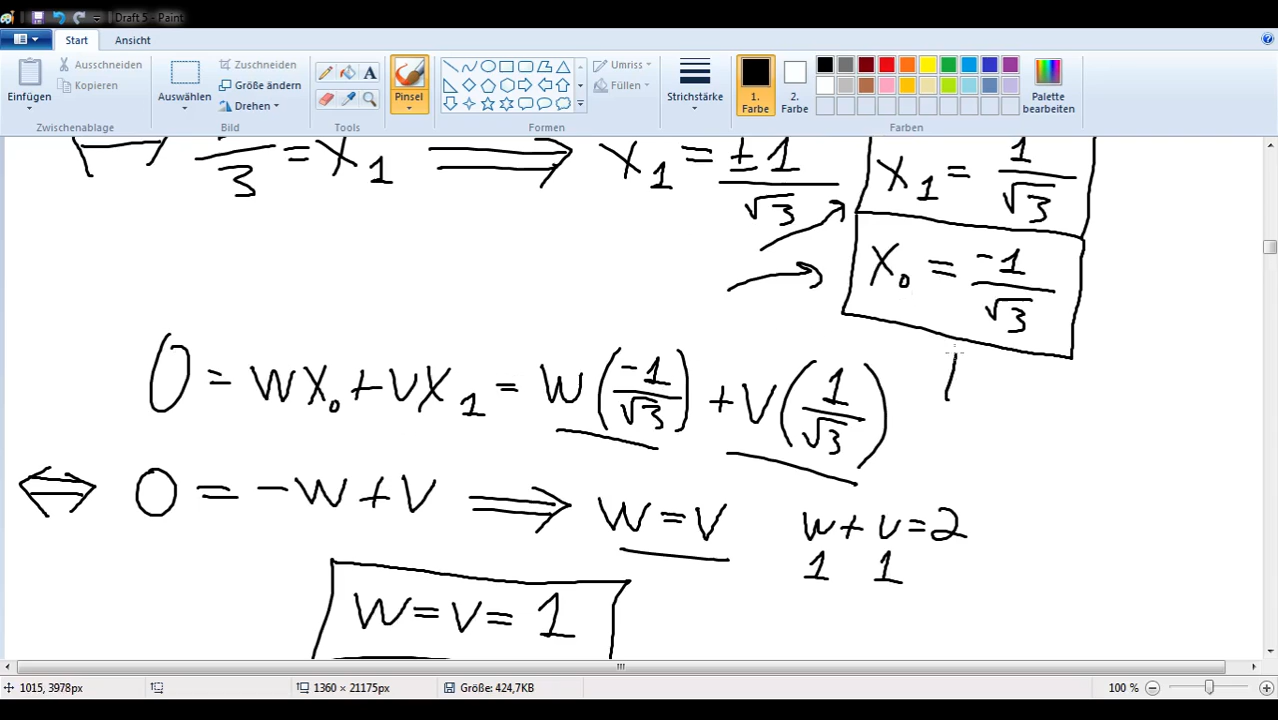 Draft 5 - Paint
Start Ansicht
Einfügen
Ausschneiden
Kopieren
Zwischenablage
Auswählen
Zuschneiden
Größe ändern
Drehen
Bild
Pinsel
A
Tools
Umriss
Füllen
Formen
Strichstärke
1. Farbe
2. Farbe
Palette bearbeiten
Farben
/3 = X₁ ⟹ X₁ = ±1/√3
X₁ = 1/√3
X₀ = -1/√3
0 = WX₀ + VX₁ = W(-1/√3) + V(1/√3)
⟺ 0 = -W + V ⟹ W = V
w + v = 2
1 1
W = V = 1
1015, 3978px
1360 × 21175px
Größe: 424,7KB
100 %